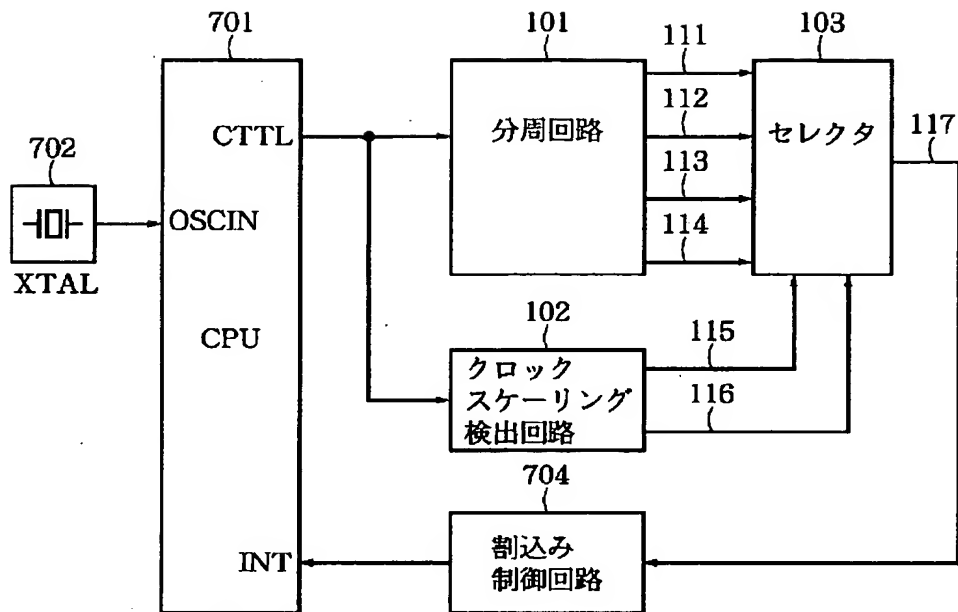 701
101
111
103
112
CTTL
分周回路
セレクタ
117
702
113
OSCIN
114
XTAL
CPU
102
115
クロック
スケーリング
検出回路
116
704
INT
割込み
制御回路